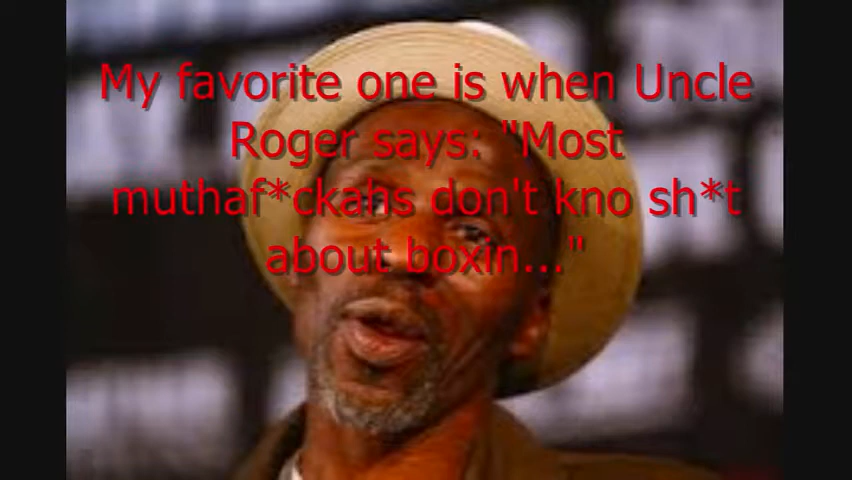 My favorite one is when Uncle
Roger says: "Most
muthaf*ckahs don't kno sh*t
about boxin..."